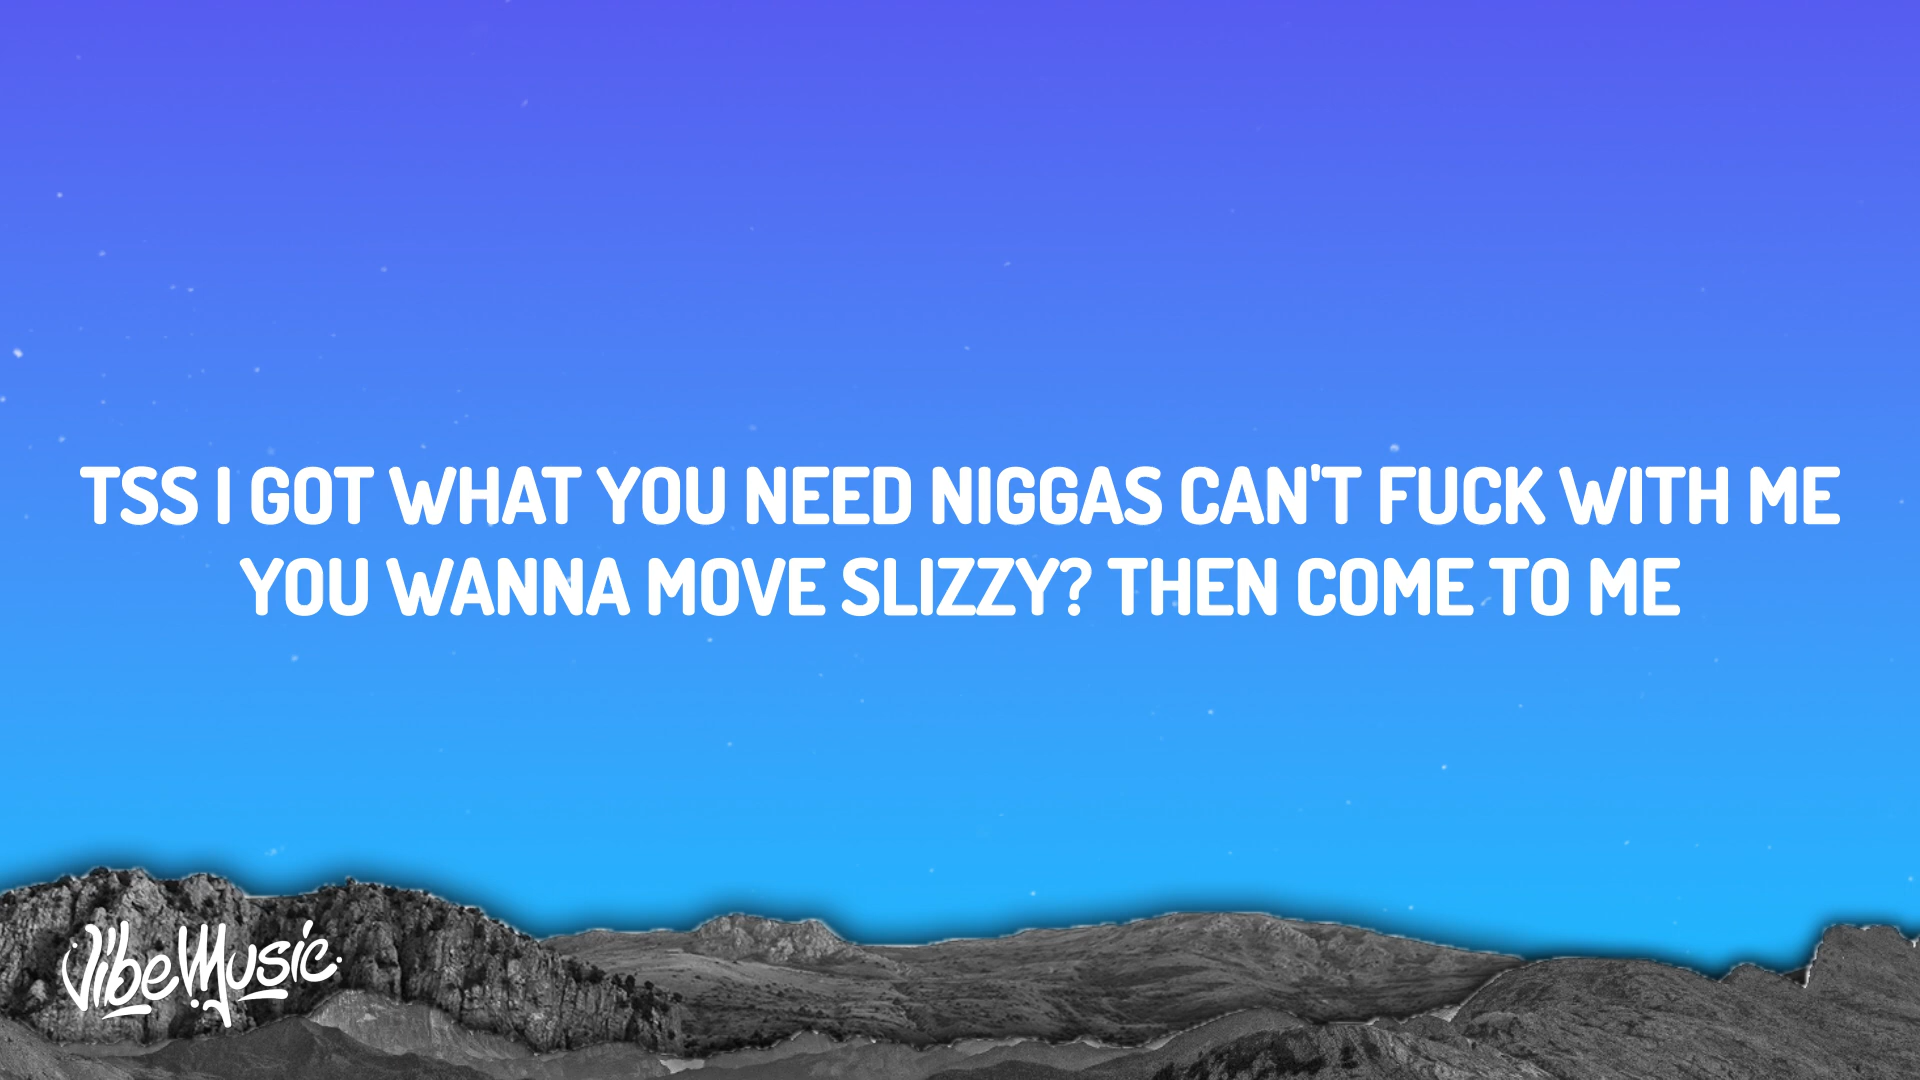 TSS I GOT WHAT YOU NEED NIGGAS CAN'T FUCK WITH ME
YOU WANNA MOVE SLIZZY? THEN COME TO ME
VibeMusic